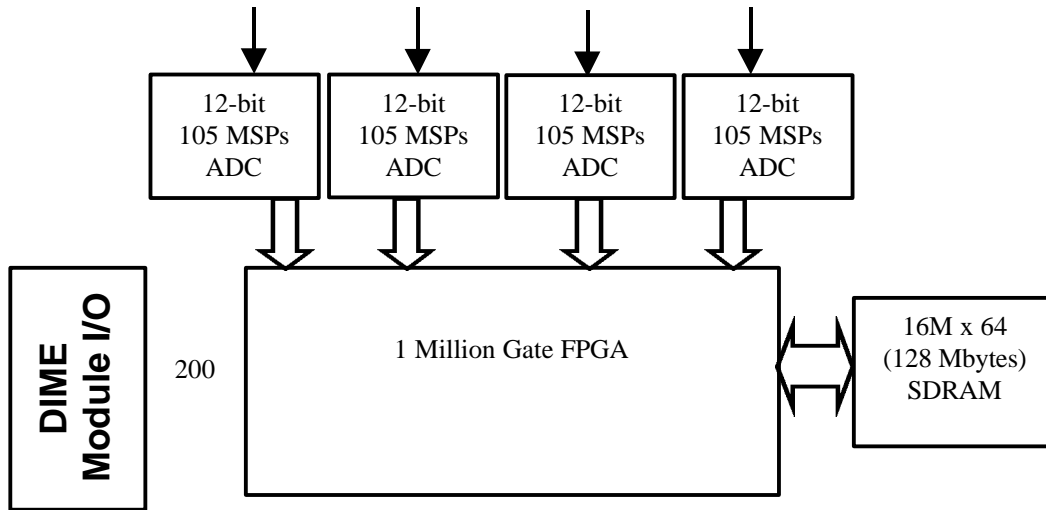 12-bit
105 MSPs
ADC
12-bit
105 MSPs
ADC
12-bit
105 MSPs
ADC
12-bit
105 MSPs
ADC
DIME
Module I/O
200
1 Million Gate FPGA
16M x 64
(128 Mbytes)
SDRAM